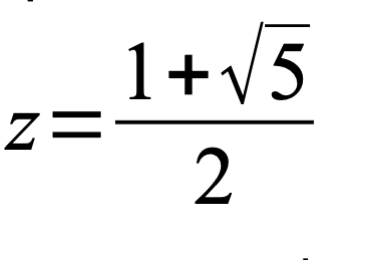 z = (1 + √5) / 2